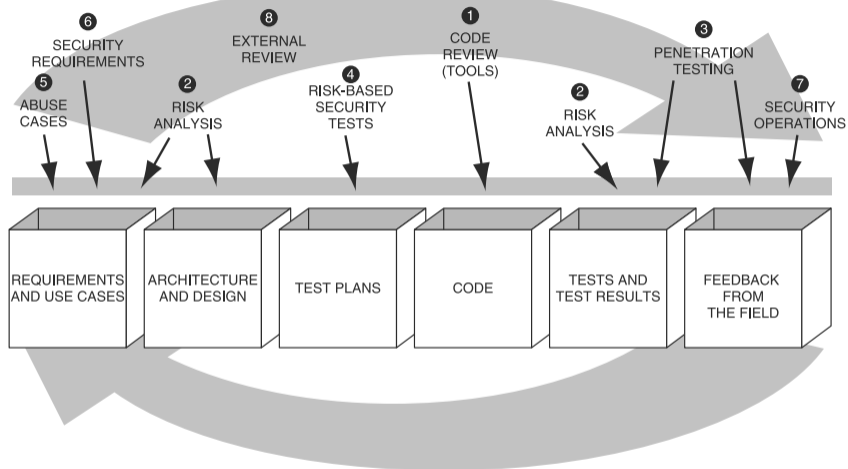 6
SECURITY
REQUIREMENTS
8
EXTERNAL
REVIEW
1
CODE
REVIEW
(TOOLS)
3
PENETRATION
TESTING
5
ABUSE
CASES
2
RISK
ANALYSIS
4
RISK-BASED
SECURITY
TESTS
2
RISK
ANALYSIS
7
SECURITY
OPERATIONS
REQUIREMENTS
AND USE CASES
ARCHITECTURE
AND DESIGN
TEST PLANS
CODE
TESTS AND
TEST RESULTS
FEEDBACK
FROM
THE FIELD